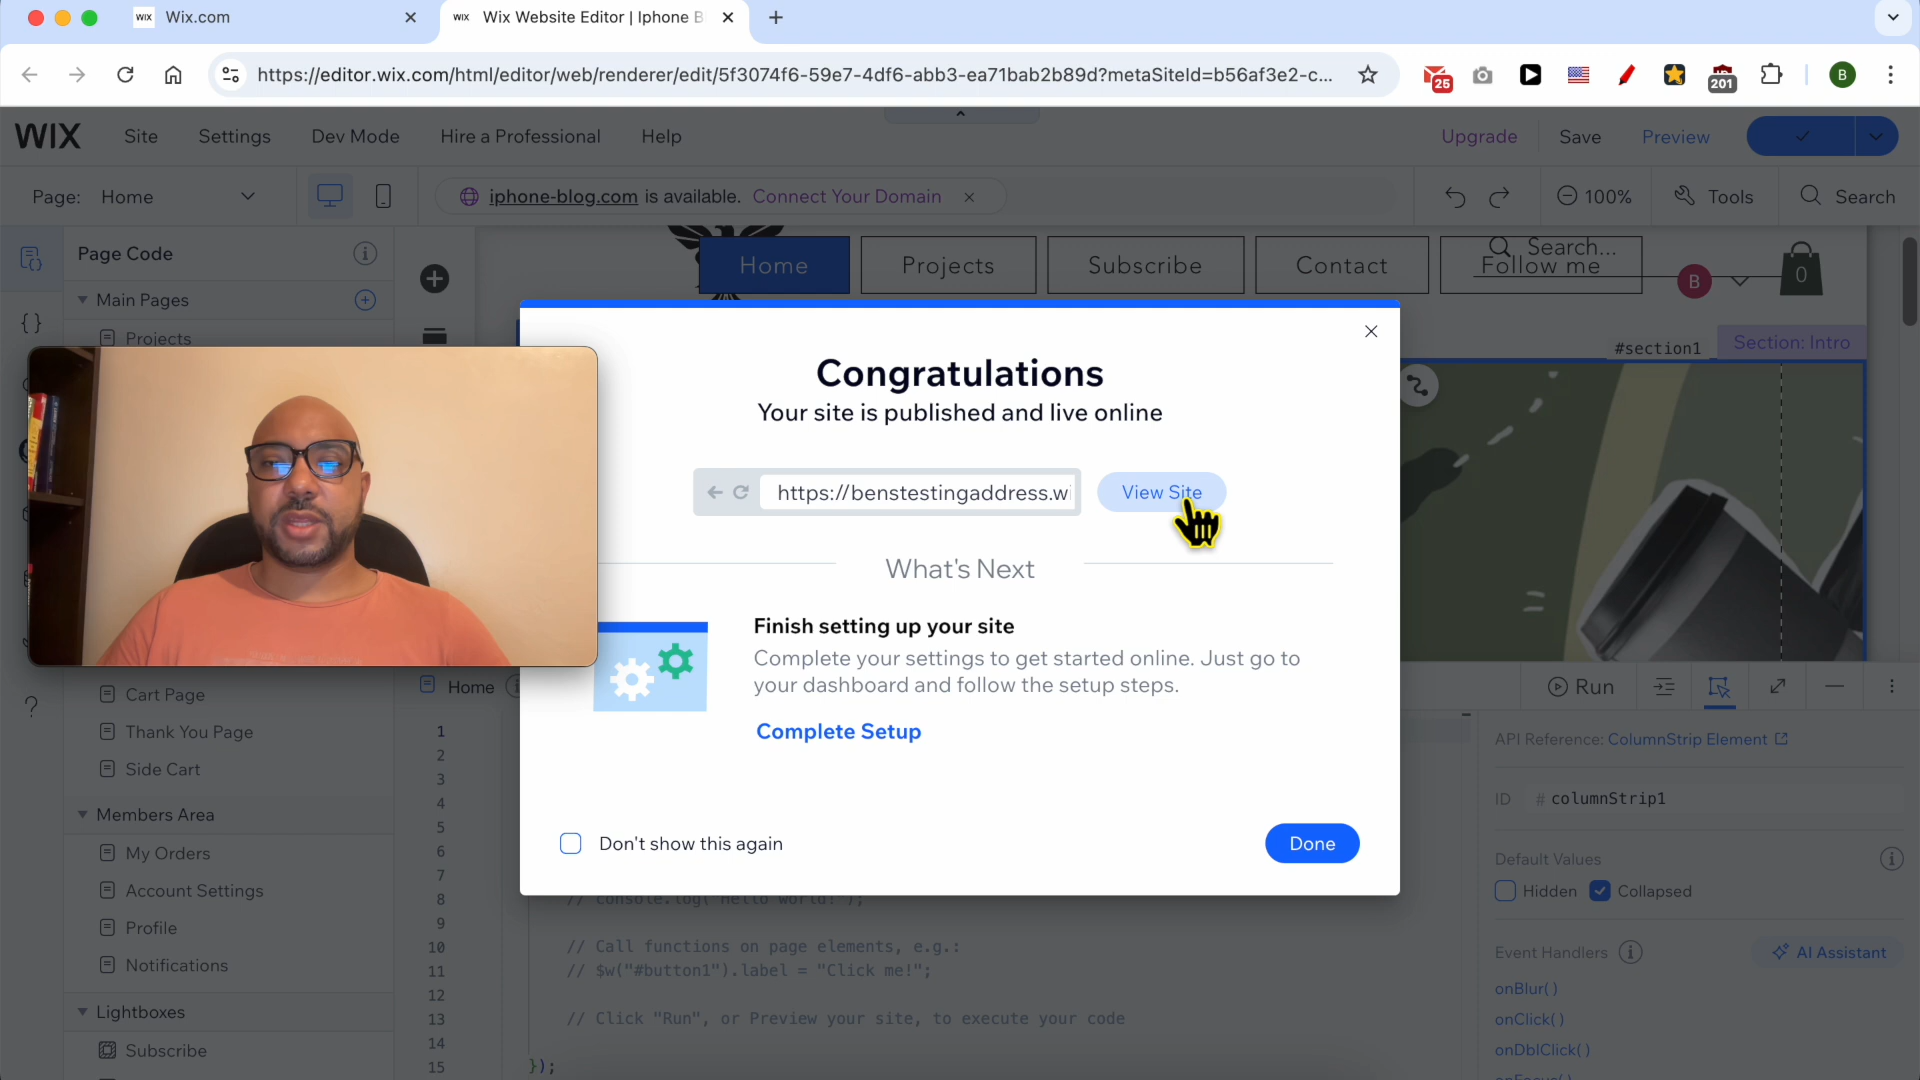 WiX
Wix.com
WiX
Wix Website Editor | Iphone B
https://editor.wix.com/html/editor/web/renderer/edit/5f3074f6-59e7-4df6-abb3-ea71bab2b89d?metaSiteId=b56af3e2-c...
25
201
B
WIX
Site
Settings
Dev Mode
Hire a Professional
Help
Upgrade
Save
Preview
Page: Home
iphone-blog.com is available. Connect Your Domain
100%
Tools
Search
Page Code
Main Pages
Projects
Home
Projects
Subscribe
Contact
Search...
Follow me
B
0
#section1
Section: Intro
Congratulations
Your site is published and live online
https://benstestingaddress.wi
View Site
What's Next
Finish setting up your site
Complete your settings to get started online. Just go to
your dashboard and follow the setup steps.
Complete Setup
Don't show this again
Done
?
Cart Page
Thank You Page
Side Cart
Members Area
My Orders
Account Settings
Profile
Notifications
Lightboxes
Subscribe
Home
Run
1
2
3
4
5
6
7
8
// console.log("Hello world!");
9
10
// Call functions on page elements, e.g.:
11
// $w("#button1").label = "Click me!";
12
13
// Click "Run", or Preview your site, to execute your code
14
15
});
API Reference: ColumnStrip Element
ID # columnStrip1
Default Values
Hidden
Collapsed
Event Handlers
AI Assistant
onBlur()
onClick()
onDblClick()
onFocus()